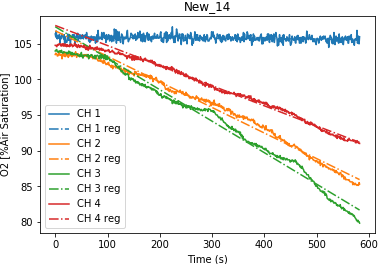 New_14
O2 [%Air Saturation]
105
100
95
90
85
80
CH 1
CH 1 reg
CH 2
CH 2 reg
CH 3
CH 3 reg
CH 4
CH 4 reg
0 100 200 300 400 500 600
Time (s)